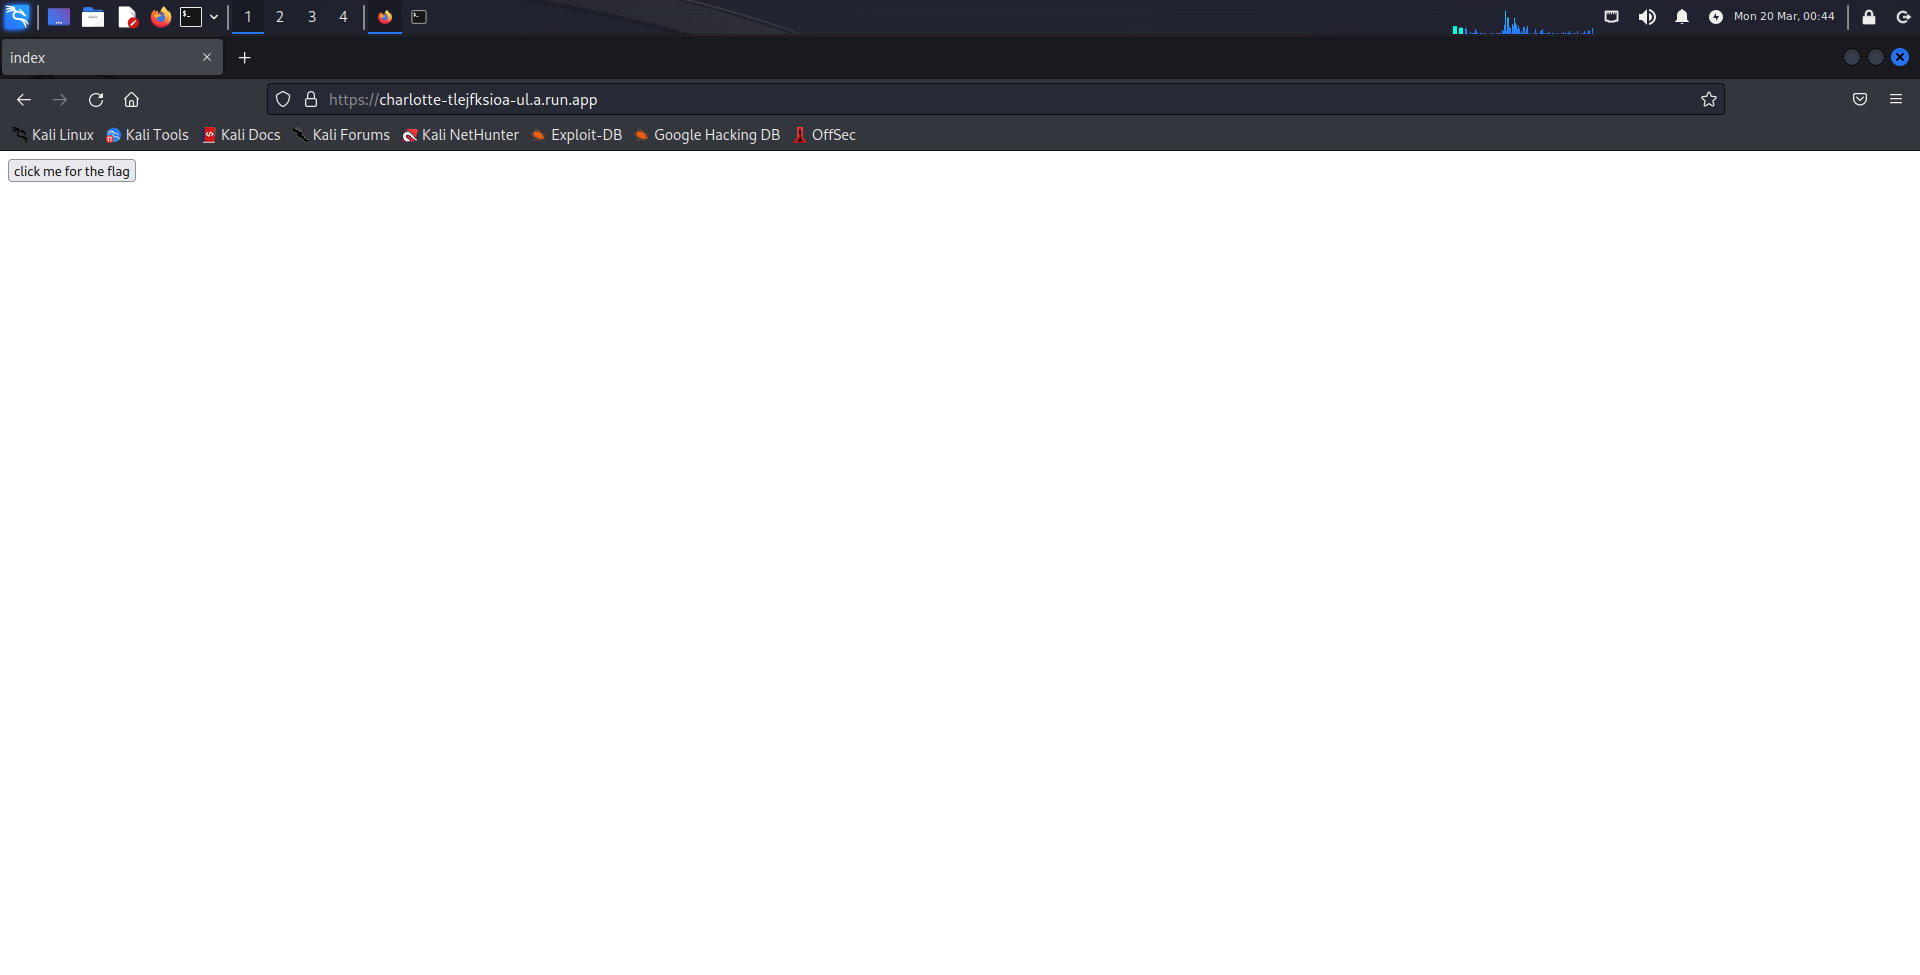 1 2 3 4 Mon 20 Mar, 00:44
index
https://charlotte-tlejfksioa-ul.a.run.app
Kali Linux Kali Tools Kali Docs Kali Forums Kali NetHunter Exploit-DB Google Hacking DB OffSec
click me for the flag